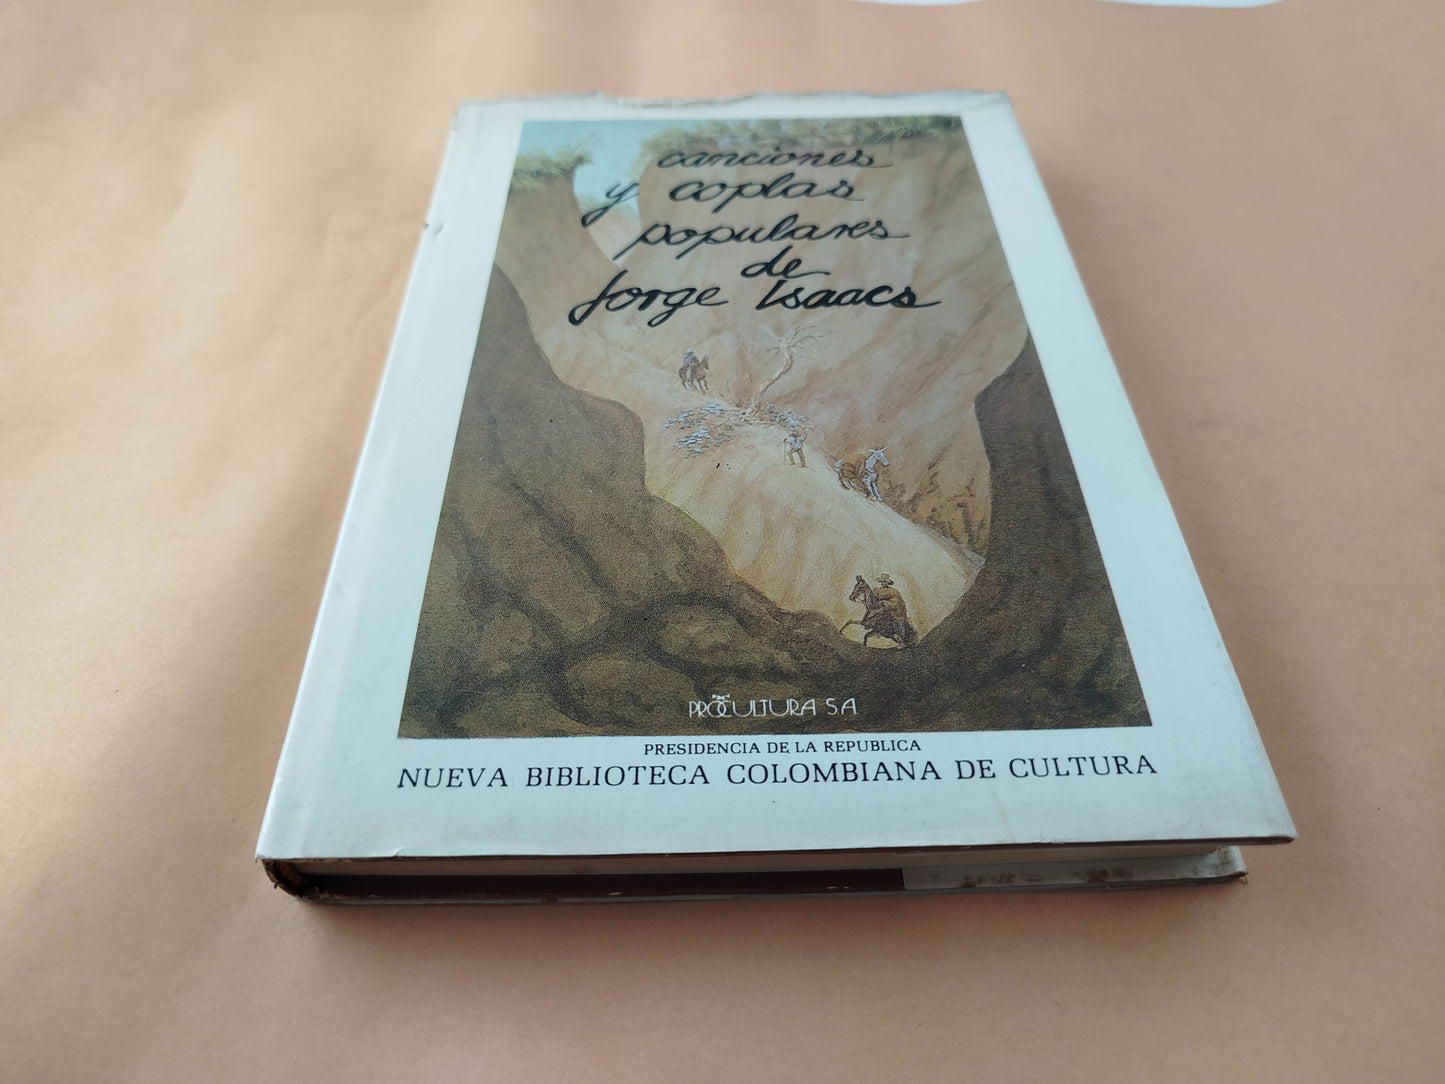 canciones
y coplas
populares
de
Jorge Isaacs
PROCULTURA S.A
PRESIDENCIA DE LA REPUBLICA
NUEVA BIBLIOTECA COLOMBIANA DE CULTURA